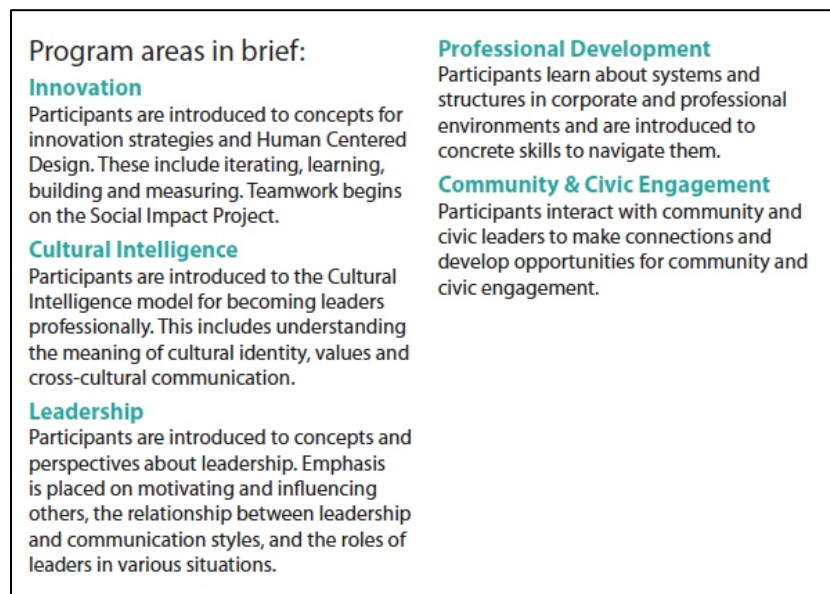 Program areas in brief:
Innovation
Participants are introduced to concepts for
innovation strategies and Human Centered
Design. These include iterating, learning,
building and measuring. Teamwork begins
on the Social Impact Project.
Cultural Intelligence
Participants are introduced to the Cultural
Intelligence model for becoming leaders
professionally. This includes understanding
the meaning of cultural identity, values and
cross-cultural communication.
Leadership
Participants are introduced to concepts and
perspectives about leadership. Emphasis
is placed on motivating and influencing
others, the relationship between leadership
and communication styles, and the roles of
leaders in various situations.
Professional Development
Participants learn about systems and
structures in corporate and professional
environments and are introduced to
concrete skills to navigate them.
Community & Civic Engagement
Participants interact with community and
civic leaders to make connections and
develop opportunities for community and
civic engagement.